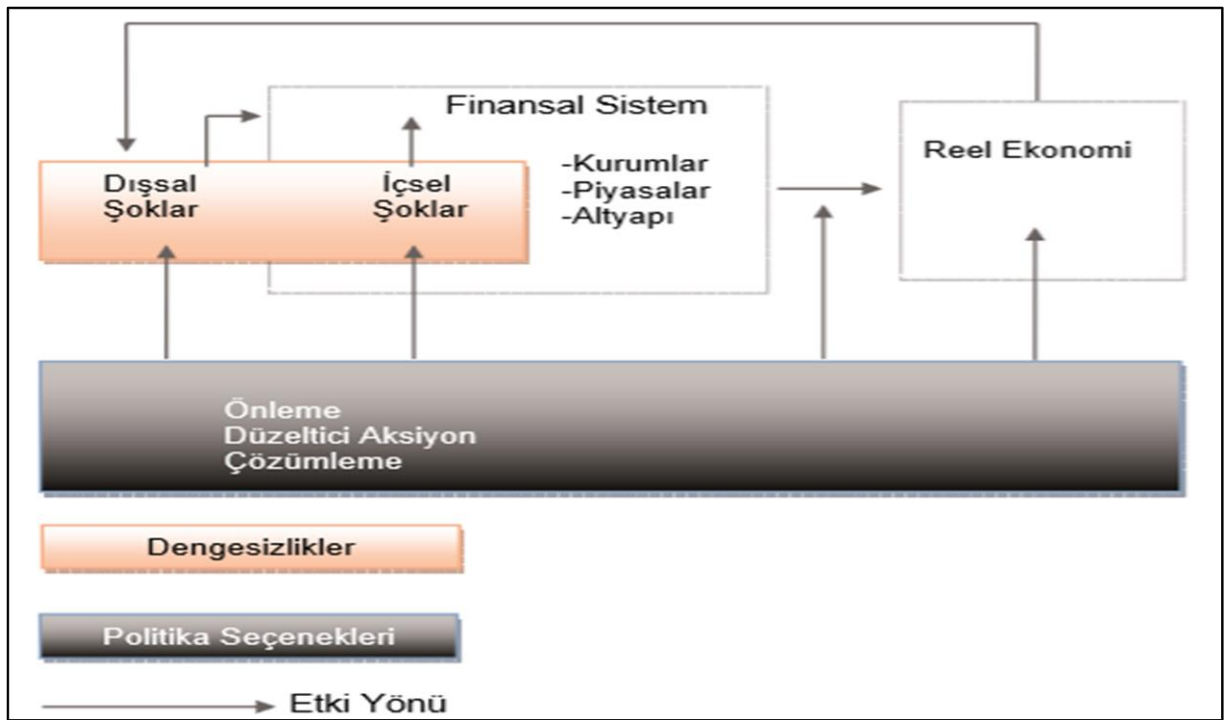 Finansal Sistem
-Kurumlar
-Piyasalar
-Altyapı
Reel Ekonomi
Dışsal
Şoklar
İçsel
Şoklar
Önleme
Düzeltici Aksiyon
Çözümleme
Dengesizlikler
Politika Seçenekleri
Etki Yönü